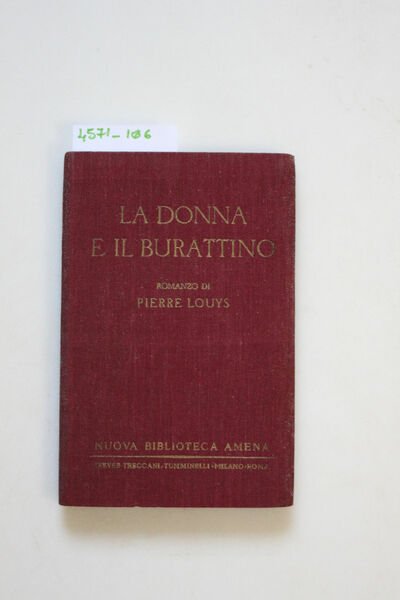 4571-106
LA DONNA
E IL BURATTINO
ROMANZO DI
PIERRE LOUYS
NUOVA BIBLIOTECA AMENA
TREVES·TRECCANI·TUMMINELLI·MILANO·ROMA